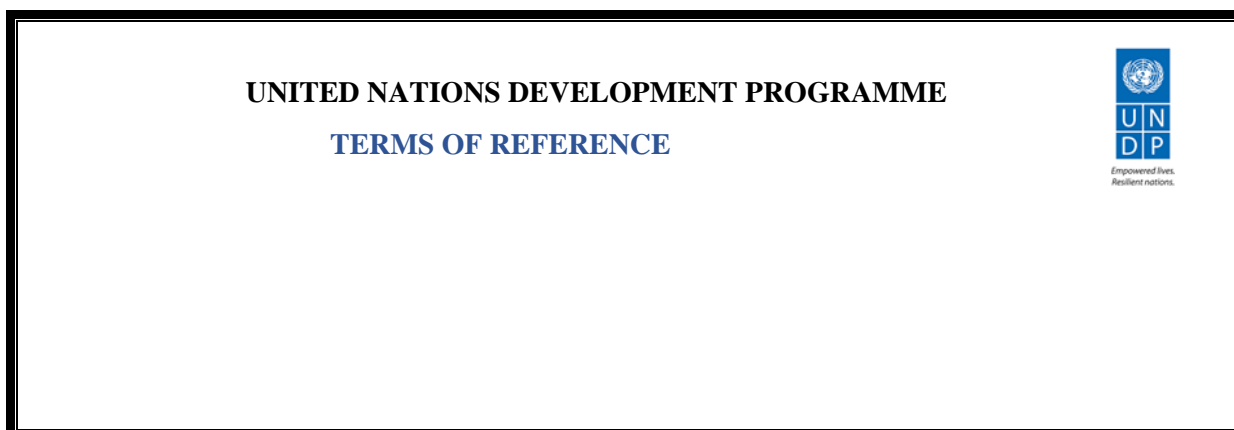 UNITED NATIONS DEVELOPMENT PROGRAMME
TERMS OF REFERENCE
U N
D P
Empowered lives.
Resilient nations.